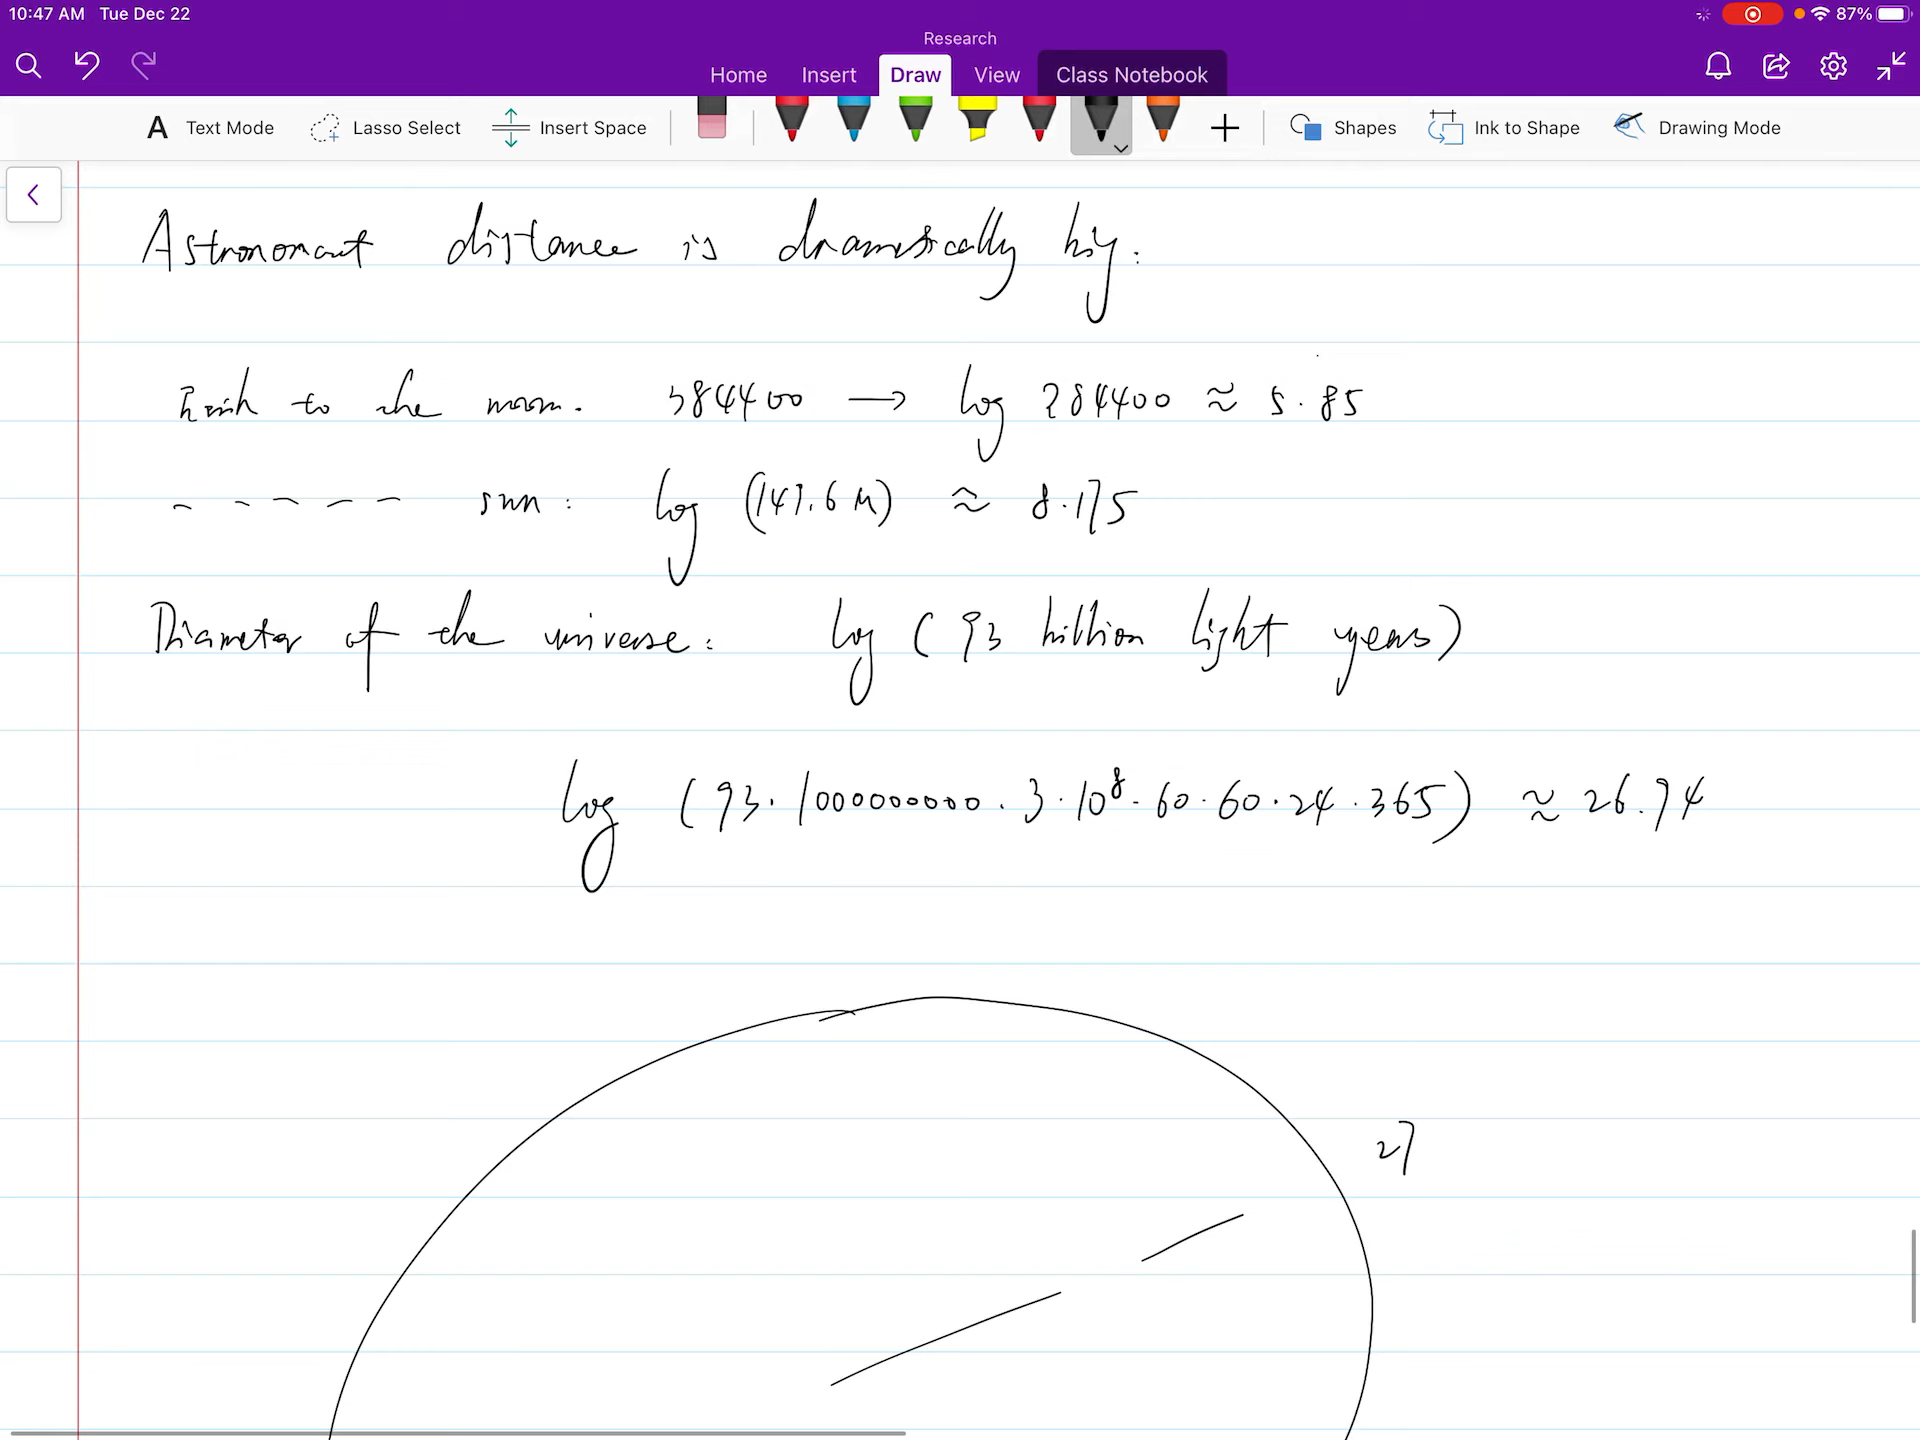 10:47 AM Tue Dec 22
87%
Research
Home Insert Draw View Class Notebook
Text Mode Lasso Select Insert Space Shapes Ink to Shape Drawing Mode
distance is dramatically big:
to the moon. 384400 → log 384400 ≈ 5.85
- - - - - sun: log (147.6 M) ≈ 8.175
Diameter of the universe: log (93 billion light years)
log (93·1000000000·3·10⁸·60·60·24·365) ≈ 26.94
27